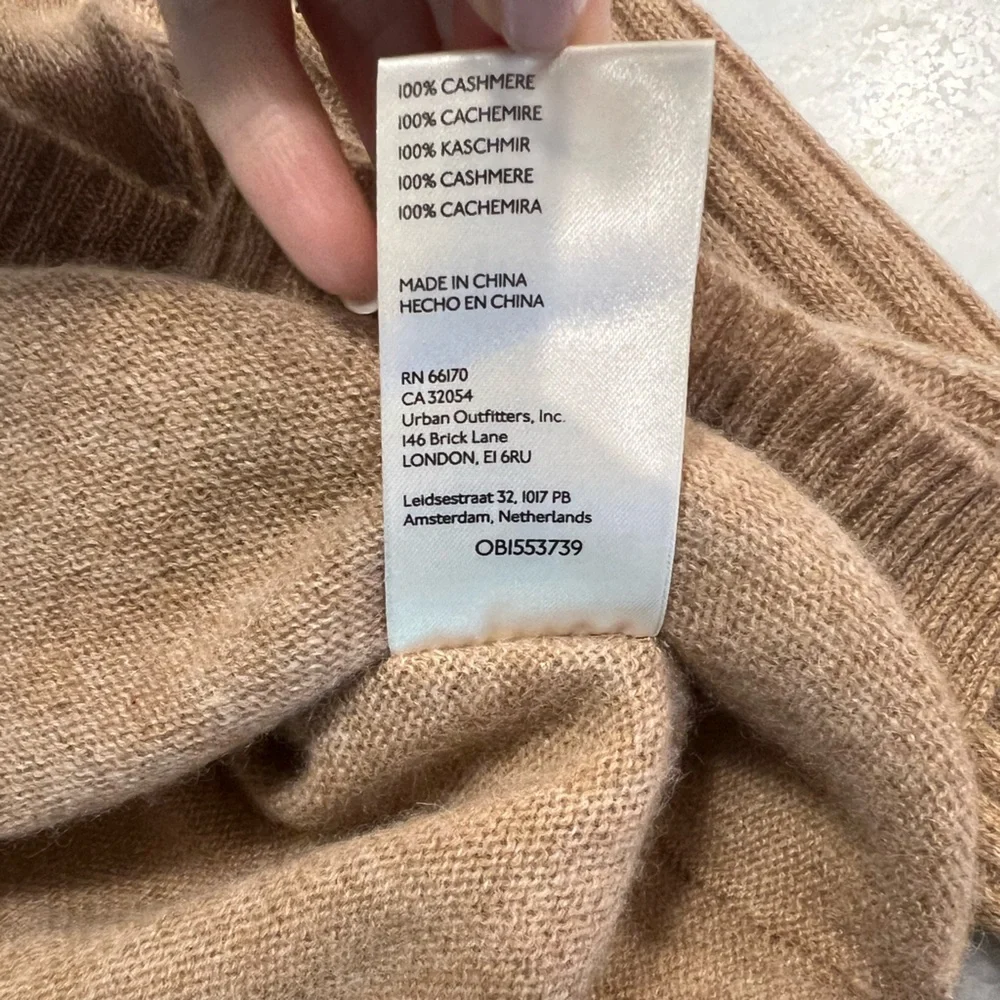 100% CASHMERE
100% CACHEMIRE
100% KASCHMIR
100% CASHMERE
100% CACHEMIRA
MADE IN CHINA
HECHO EN CHINA
RN 66170
CA 32054
Urban Outfitters, Inc.
146 Brick Lane
LONDON, E1 6RU
Leidsestraat 32, 1017 PB
Amsterdam, Netherlands
OB1553739